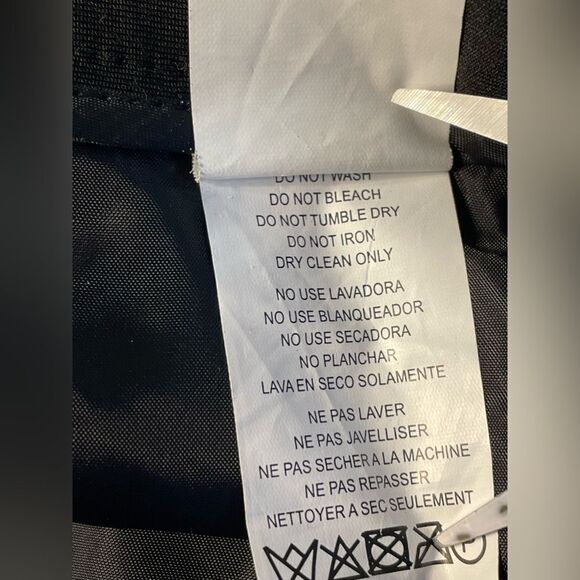 DO NOT WASH
DO NOT BLEACH
DO NOT TUMBLE DRY
DO NOT IRON
DRY CLEAN ONLY
NO USE LAVADORA
NO USE BLANQUEADOR
NO USE SECADORA
NO PLANCHAR
LAVA EN SECO SOLAMENTE
NE PAS LAVER
NE PAS JAVELLISER
NE PAS SECHER A LA MACHINE
NE PAS REPASSER
NETTOYER A SEC SEULEMENT